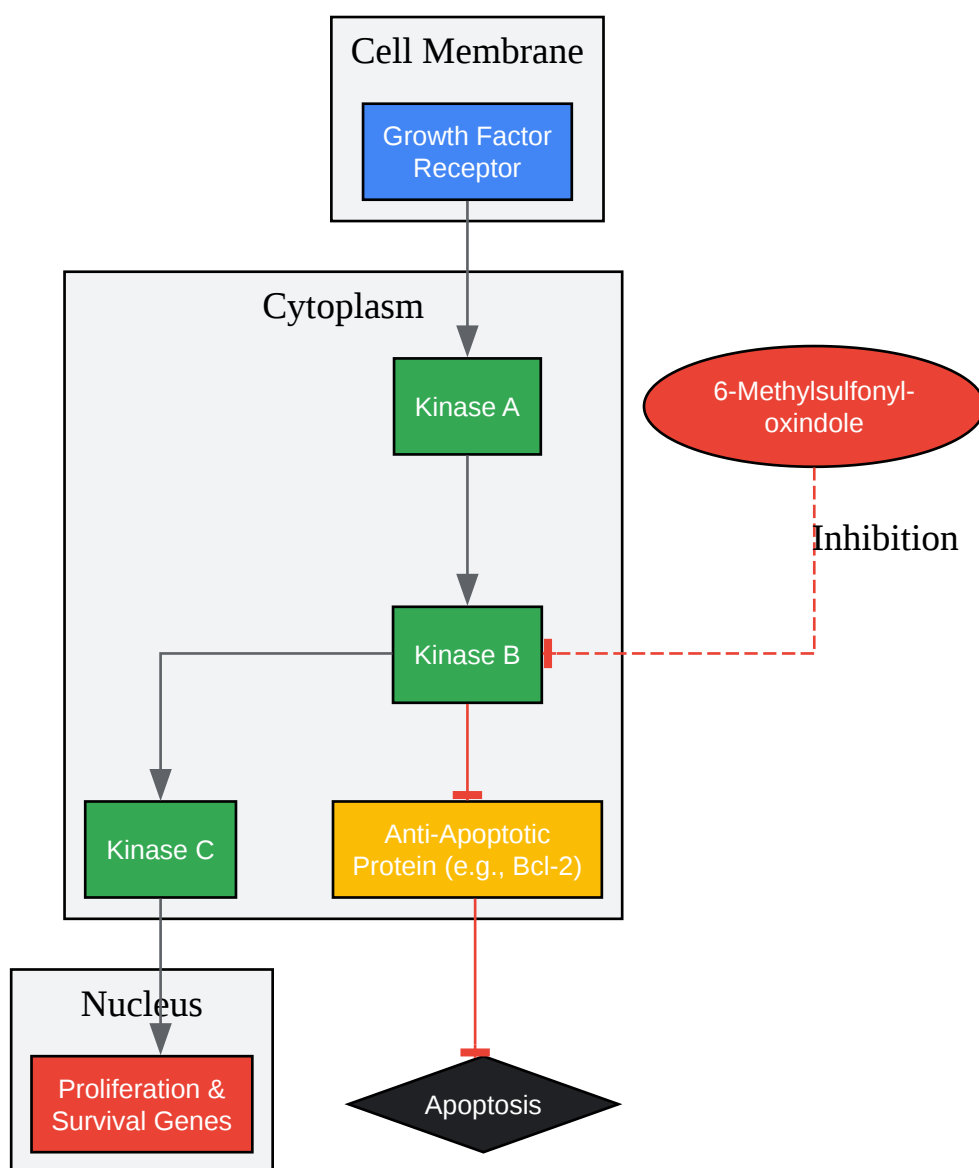 Cell Membrane
Growth Factor
Receptor
Cytoplasm
Kinase A
6-Methylsulfonyl-
oxindole
Inhibition
Kinase B
Kinase C
Anti-Apoptotic
Protein (e.g., Bcl-2)
Nucleus
Proliferation &
Survival Genes
Apoptosis